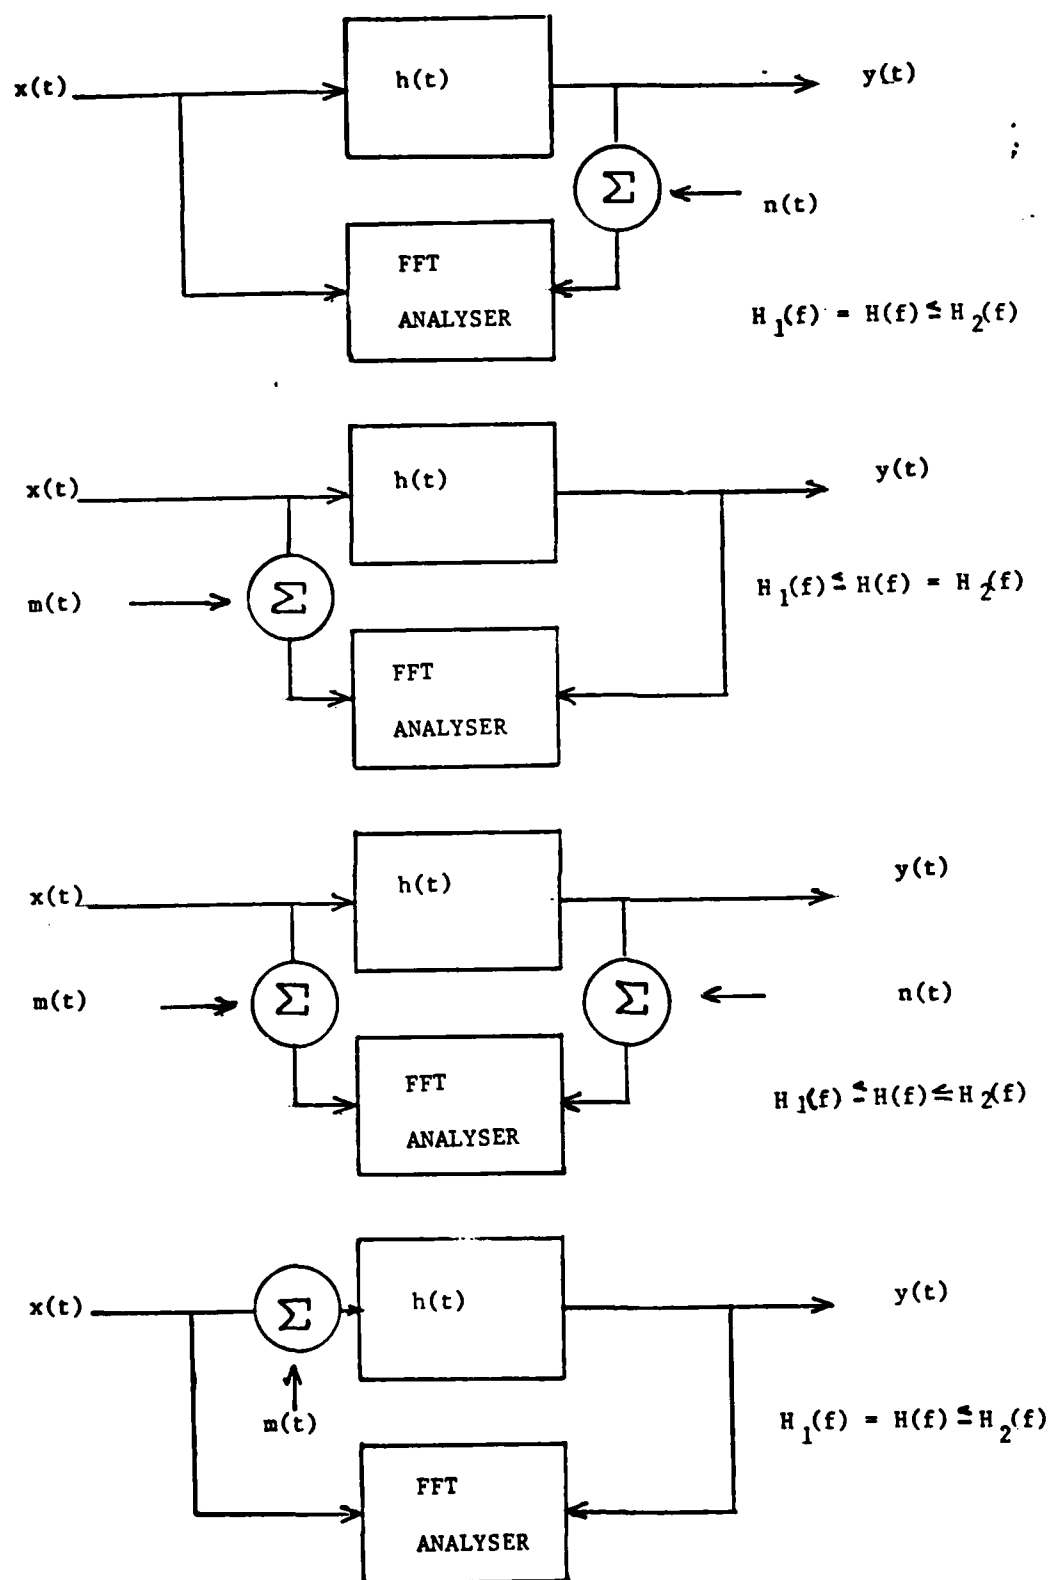 h(t)
x(t)
y(t)
Σ
n(t)
FFT
ANALYSER
H1(f) = H(f) ≤ H2(f)
h(t)
x(t)
y(t)
m(t)
Σ
H1(f) ≤ H(f) = H2(f)
FFT
ANALYSER
h(t)
x(t)
y(t)
m(t)
Σ
Σ
n(t)
FFT
ANALYSER
H1(f) ≤ H(f) ≤ H2(f)
x(t)
Σ
h(t)
y(t)
m(t)
H1(f) = H(f) ≤ H2(f)
FFT
ANALYSER